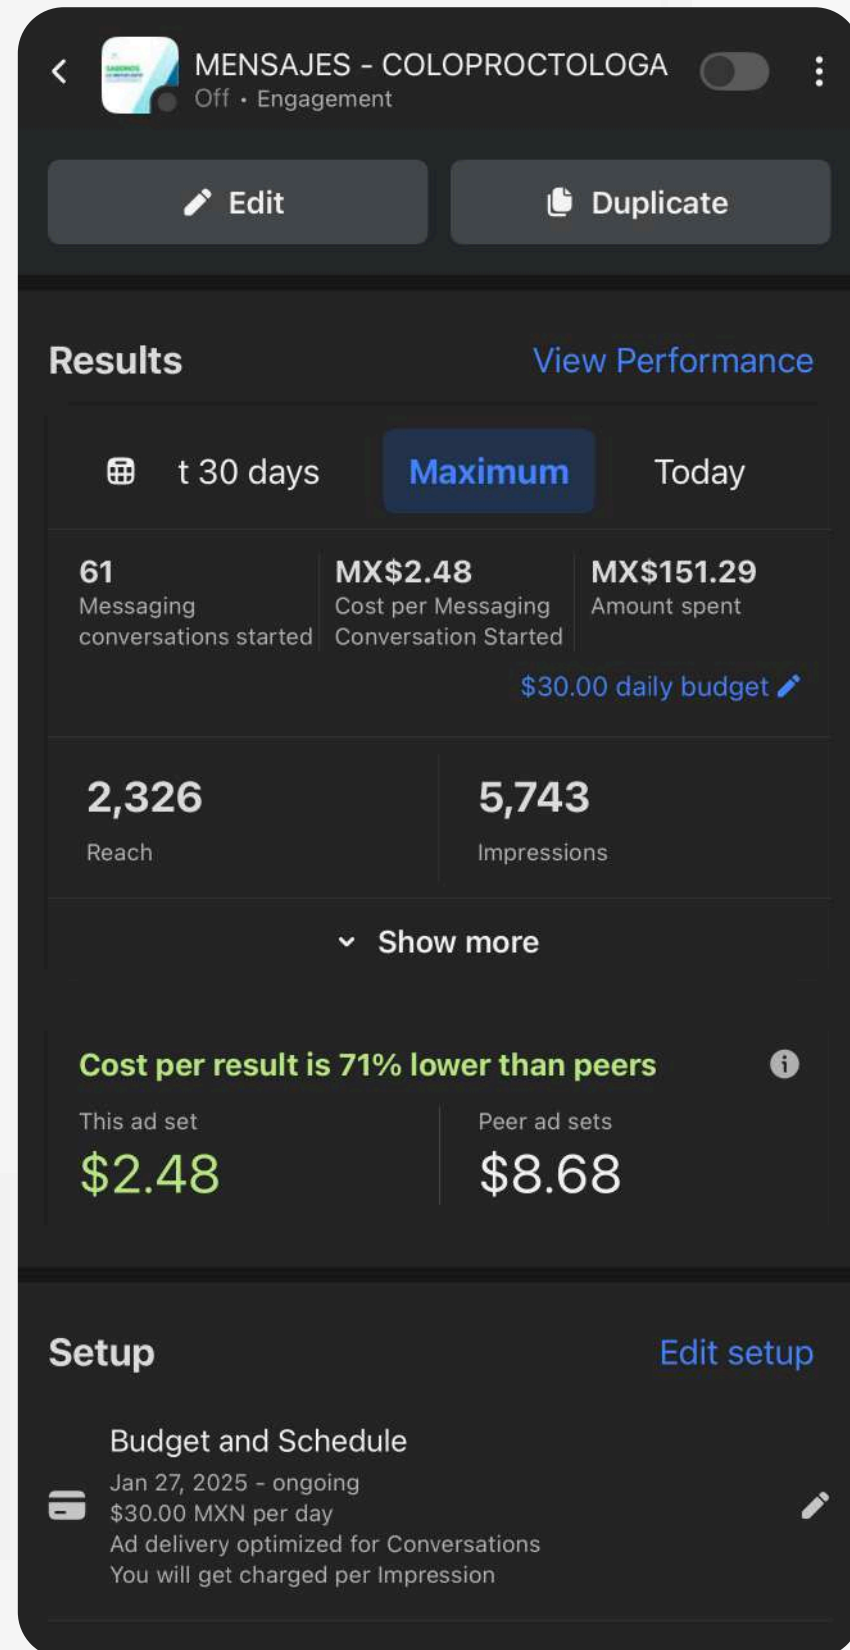 MENSAJES - COLOPROCTOLOGA
Off • Engagement
Edit
Duplicate
Results
View Performance
t 30 days
Maximum
Today
61
Messaging
conversations started
MX$2.48
Cost per Messaging
Conversation Started
MX$151.29
Amount spent
$30.00 daily budget
2,326
Reach
5,743
Impressions
Show more
Cost per result is 71% lower than peers
This ad set
$2.48
Peer ad sets
$8.68
Setup
Edit setup
Budget and Schedule
Jan 27, 2025 - ongoing
$30.00 MXN per day
Ad delivery optimized for Conversations
You will get charged per Impression